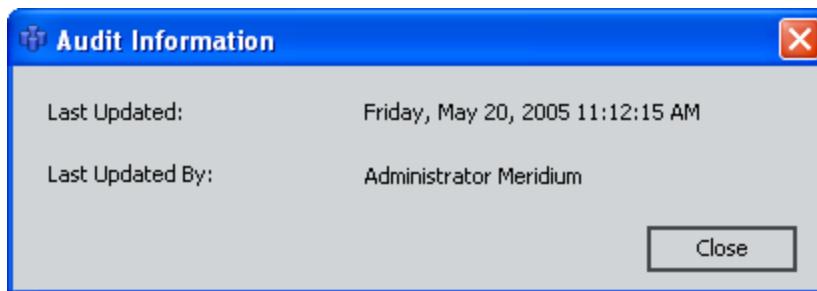 Audit Information
Last Updated: Friday, May 20, 2005 11:12:15 AM
Last Updated By: Administrator Meridium
Close